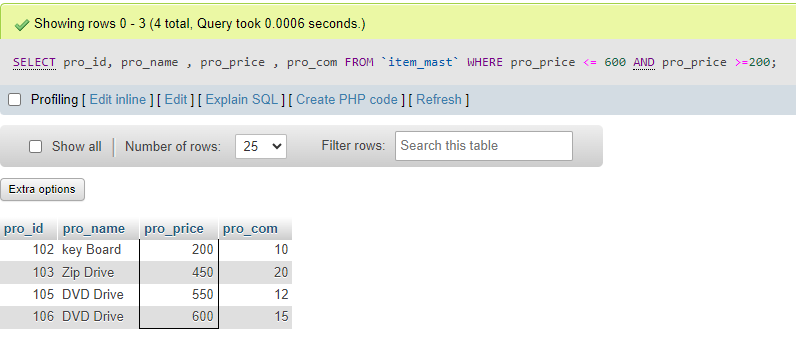 Showing rows 0 - 3 (4 total, Query took 0.0006 seconds.)
SELECT pro_id, pro_name , pro_price , pro_com FROM `item_mast` WHERE pro_price <= 600 AND pro_price >=200;
Profiling [ Edit inline ] [ Edit ] [ Explain SQL ] [ Create PHP code ] [ Refresh ]
Show all Number of rows: 25 Filter rows: Search this table
Extra options
pro_id pro_name pro_price pro_com
102 key Board 200 10
103 Zip Drive 450 20
105 DVD Drive 550 12
106 DVD Drive 600 15